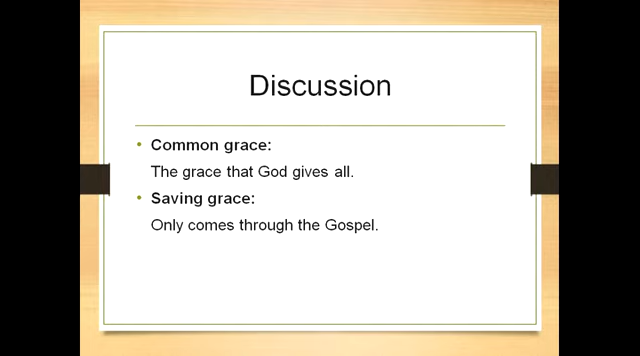 Discussion
• Common grace:
The grace that God gives all.
• Saving grace:
Only comes through the Gospel.